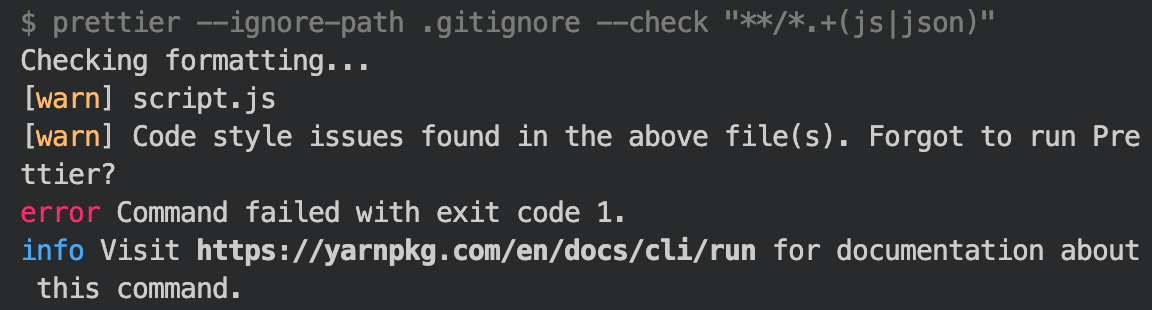 $ prettier --ignore-path .gitignore --check "**/*.+(js|json)"
Checking formatting...
[warn] script.js
[warn] Code style issues found in the above file(s). Forgot to run Pre
ttier?
error Command failed with exit code 1.
info Visit https://yarnpkg.com/en/docs/cli/run for documentation about
 this command.